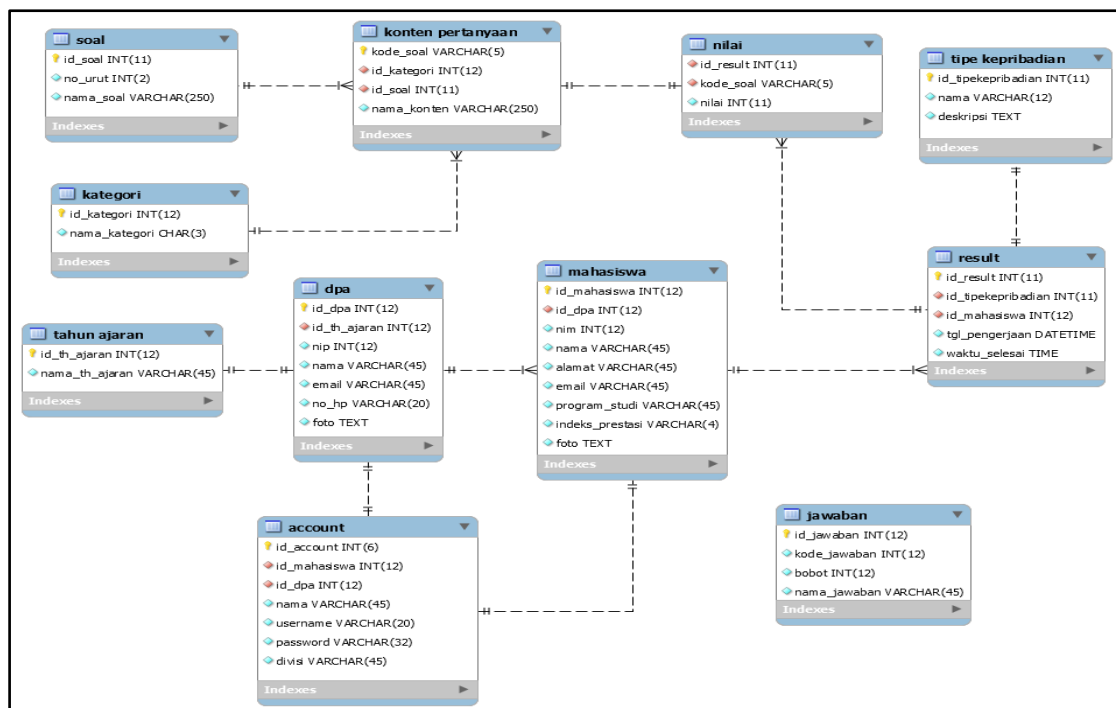 soal
id_soal INT(11)
no_urut INT(2)
nama_soal VARCHAR(250)
Indexes
konten pertanyaan
kode_soal VARCHAR(5)
id_kategori INT(12)
id_soal INT(11)
nama_konten VARCHAR(250)
Indexes
nilai
id_result INT(11)
kode_soal VARCHAR(5)
nilai INT(11)
Indexes
tipe kepribadian
id_tipekepribadian INT(11)
nama VARCHAR(12)
deskripsi TEXT
Indexes
kategori
id_kategori INT(12)
nama_kategori CHAR(3)
Indexes
tahun ajaran
id_th_ajaran INT(12)
nama_th_ajaran VARCHAR(45)
Indexes
dpa
id_dpa INT(12)
id_th_ajaran INT(12)
nip INT(12)
nama VARCHAR(45)
email VARCHAR(45)
no_hp VARCHAR(20)
foto TEXT
Indexes
mahasiswa
id_mahasiswa INT(12)
id_dpa INT(12)
nim INT(12)
nama VARCHAR(45)
alamat VARCHAR(45)
email VARCHAR(45)
program_studi VARCHAR(45)
indeks_prestasi VARCHAR(4)
foto TEXT
Indexes
result
id_result INT(11)
id_tipekepribadian INT(11)
id_mahasiswa INT(12)
tgl_pengerjaan DATETIME
waktu_selesai TIME
Indexes
account
id_account INT(6)
id_mahasiswa INT(12)
id_dpa INT(12)
nama VARCHAR(45)
username VARCHAR(20)
password VARCHAR(32)
divisi VARCHAR(45)
Indexes
jawaban
id_jawaban INT(12)
kode_jawaban INT(12)
bobot INT(12)
nama_jawaban VARCHAR(45)
Indexes